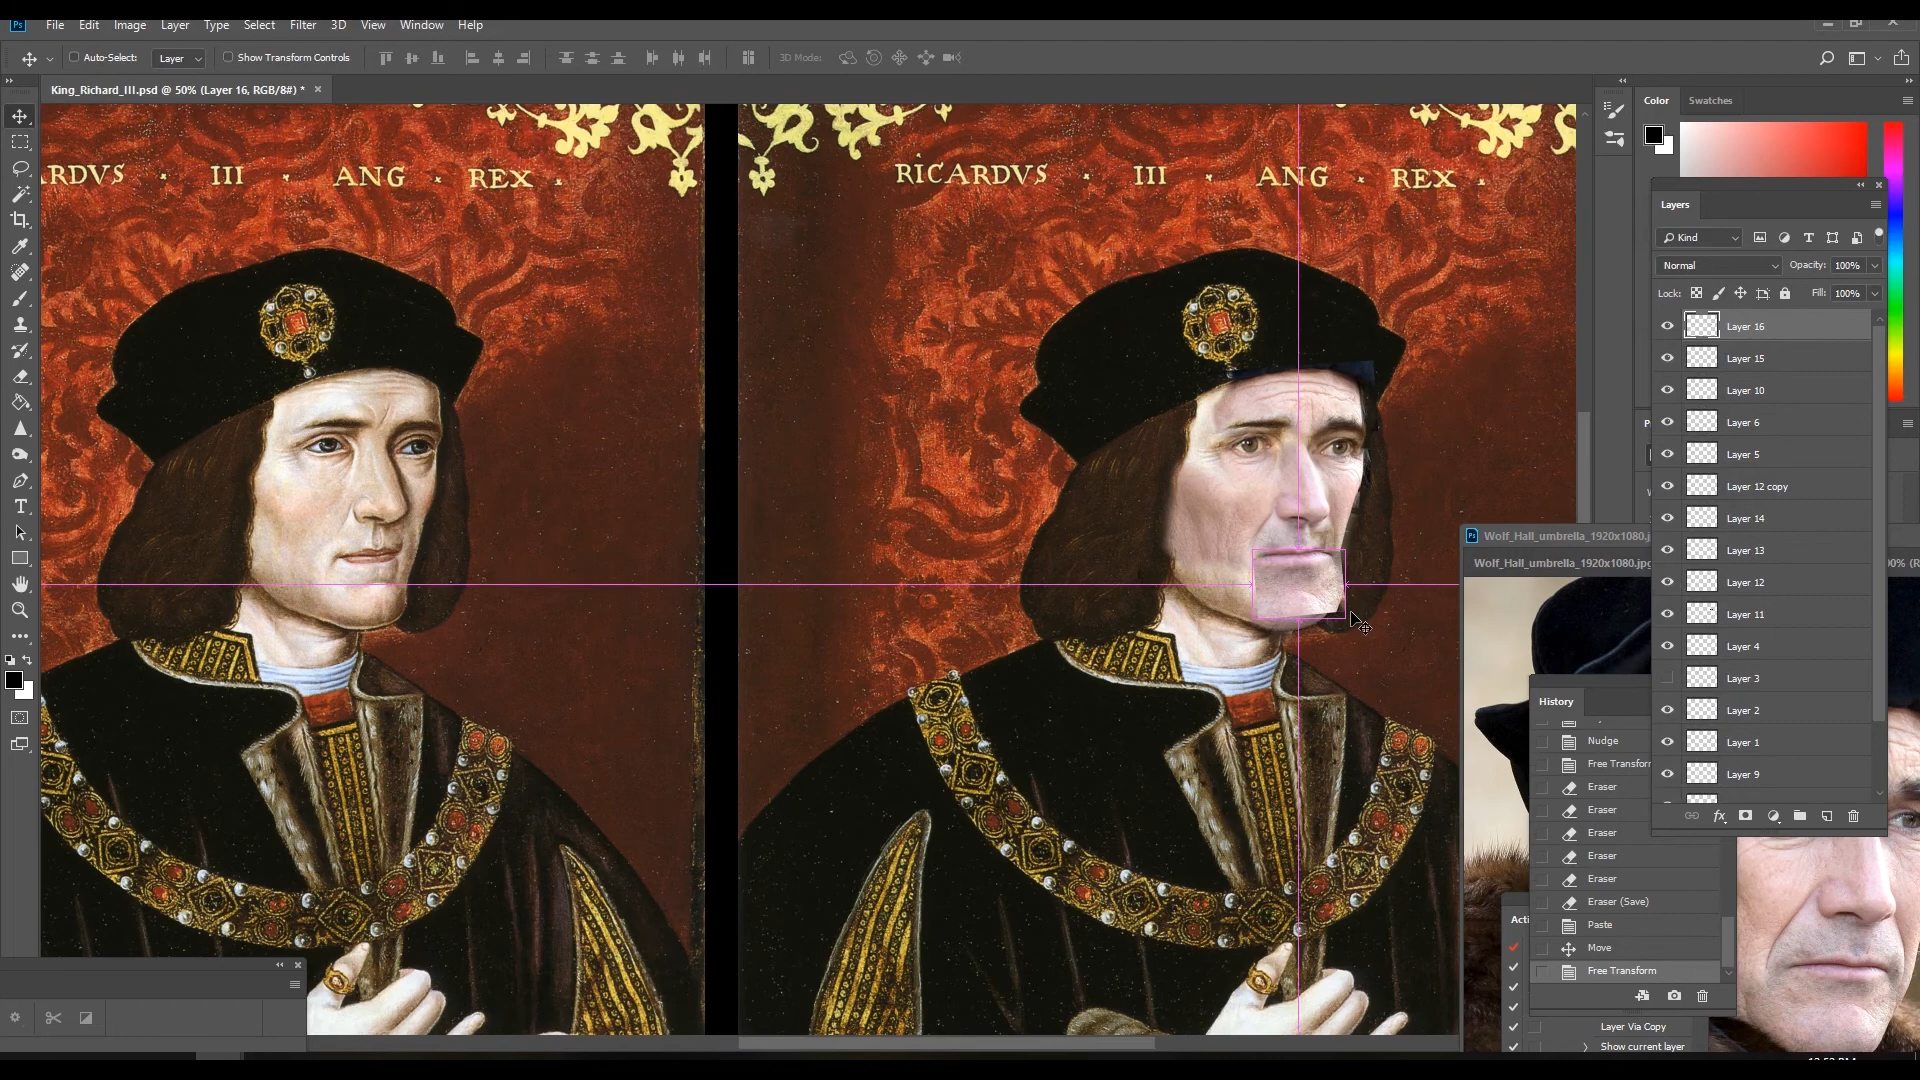 Ps File Edit Image Layer Type Select Filter 3D View Window Help
Auto-Select: Layer Show Transform Controls 3D Mode:
King_Richard_III.psd @ 50% (Layer 16, RGB/8#) *
ARDVS · III · ANG · REX ·
RICARDVS · III · ANG · REX ·
Color Swatches
Layers
Kind
Normal Opacity: 100%
Lock: Fill: 100%
Layer 16
Layer 15
Layer 10
Layer 6
Layer 5
Layer 12 copy
Layer 14
Layer 13
Layer 12
Layer 11
Layer 4
Layer 3
Layer 2
Layer 1
Layer 9
fx
Wolf_Hall_umbrella_1920x1080.j
Wolf_Hall_umbrella_1920x1080.jpg
00% (R
History
Nudge
Free Transform
Eraser
Eraser
Eraser
Eraser
Eraser
Eraser (Save)
Paste
Move
Free Transform
Acti
Layer Via Copy
Show current layer